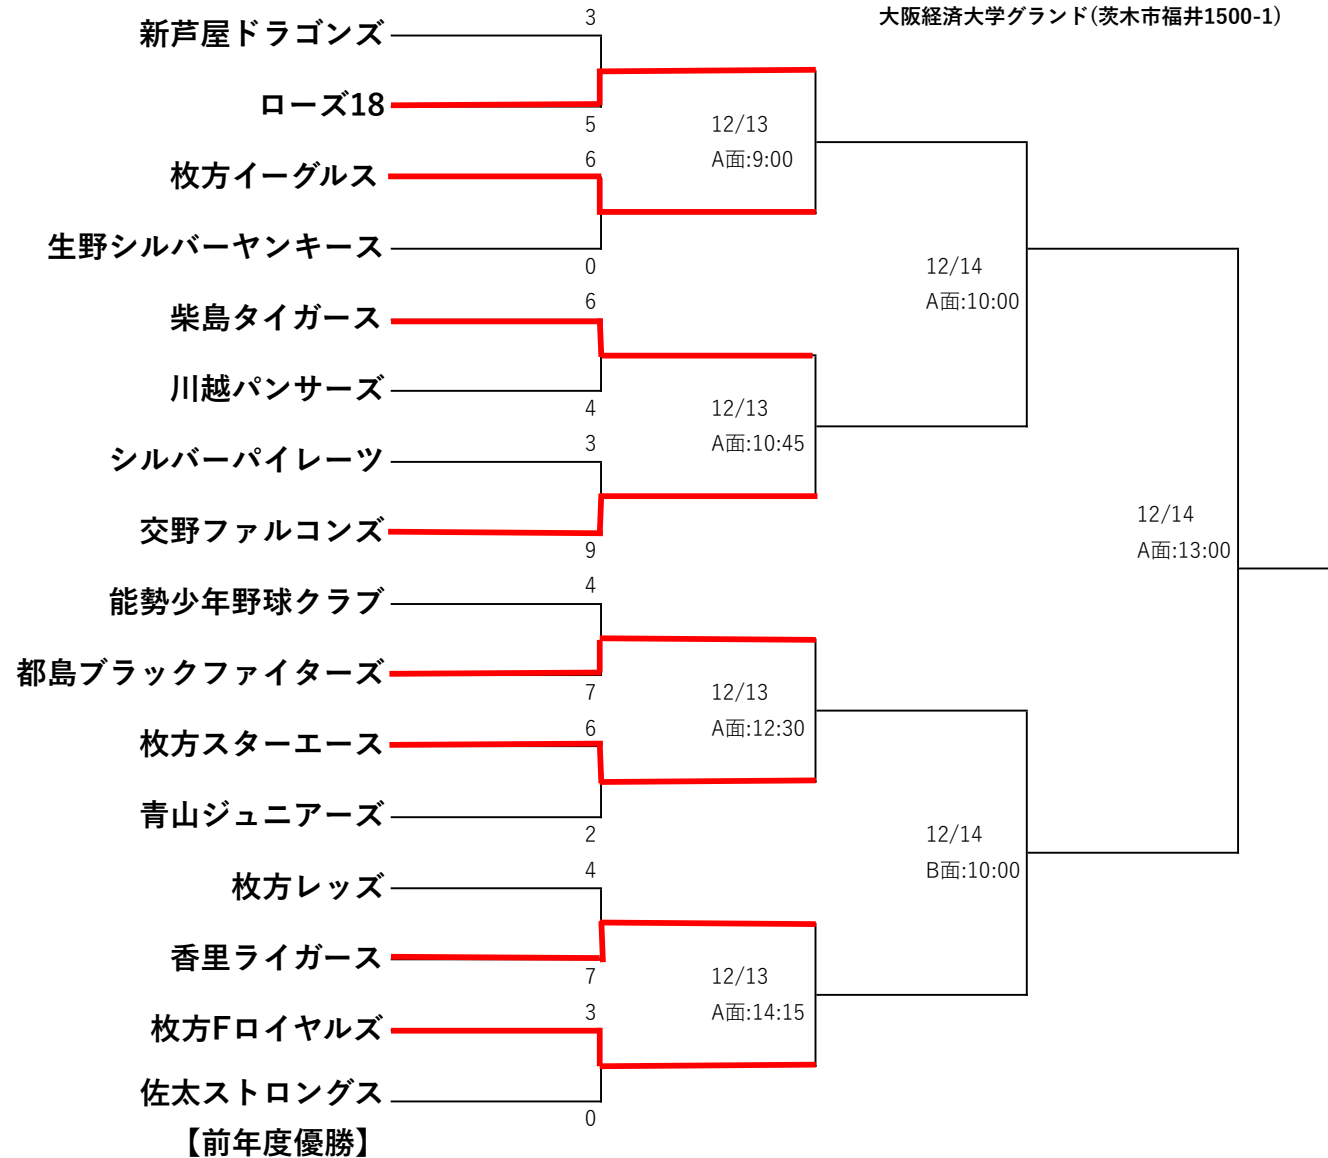 大阪経済大学グランド(茨木市福井1500-1)
新芦屋ドラゴンズ
3
ローズ18
5
12/13
A面:9:00
枚方イーグルス
6
生野シルバーヤンキース
0
12/14
A面:10:00
柴島タイガース
6
川越パンサーズ
4
12/13
A面:10:45
シルバーパイレーツ
3
交野ファルコンズ
9
12/14
A面:13:00
能勢少年野球クラブ
4
都島ブラックファイターズ
7
12/13
A面:12:30
枚方スターエース
6
青山ジュニアーズ
2
12/14
B面:10:00
枚方レッズ
4
香里ライガース
7
12/13
A面:14:15
枚方Fロイヤルズ
3
佐太ストロングス
0
【前年度優勝】